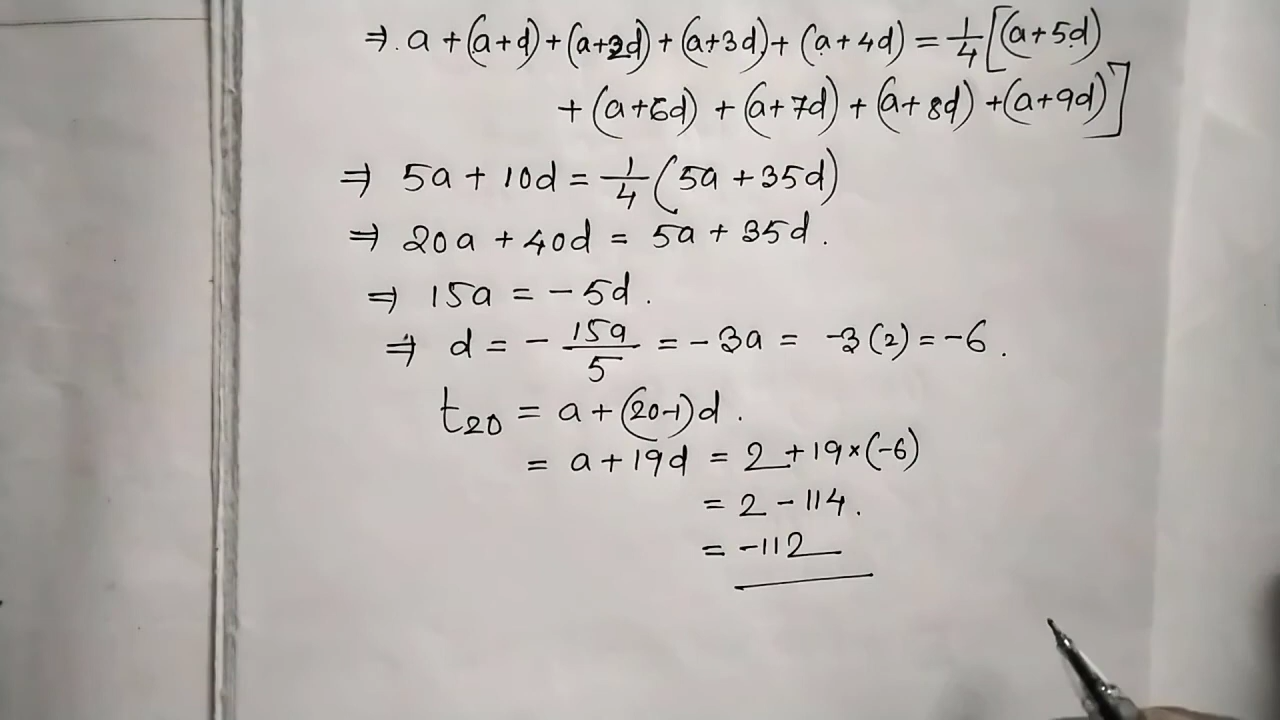 ⇒ . a + (a+d) + (a+2d) + (a+3d) + (a+4d) = 1/4 [(a+5d)
+ (a+6d) + (a+7d) + (a+8d) + (a+9d)]
⇒ 5a + 10d = 1/4 (5a + 35d)
⇒ 20a + 40d = 5a + 35d .
⇒ 15a = - 5d .
⇒ d = - 15a/5 = - 3a = -3(2) = -6 .
t₂₀ = a + (20-1)d .
= a + 19d = 2 + 19×(-6)
= 2 - 114 .
= -112